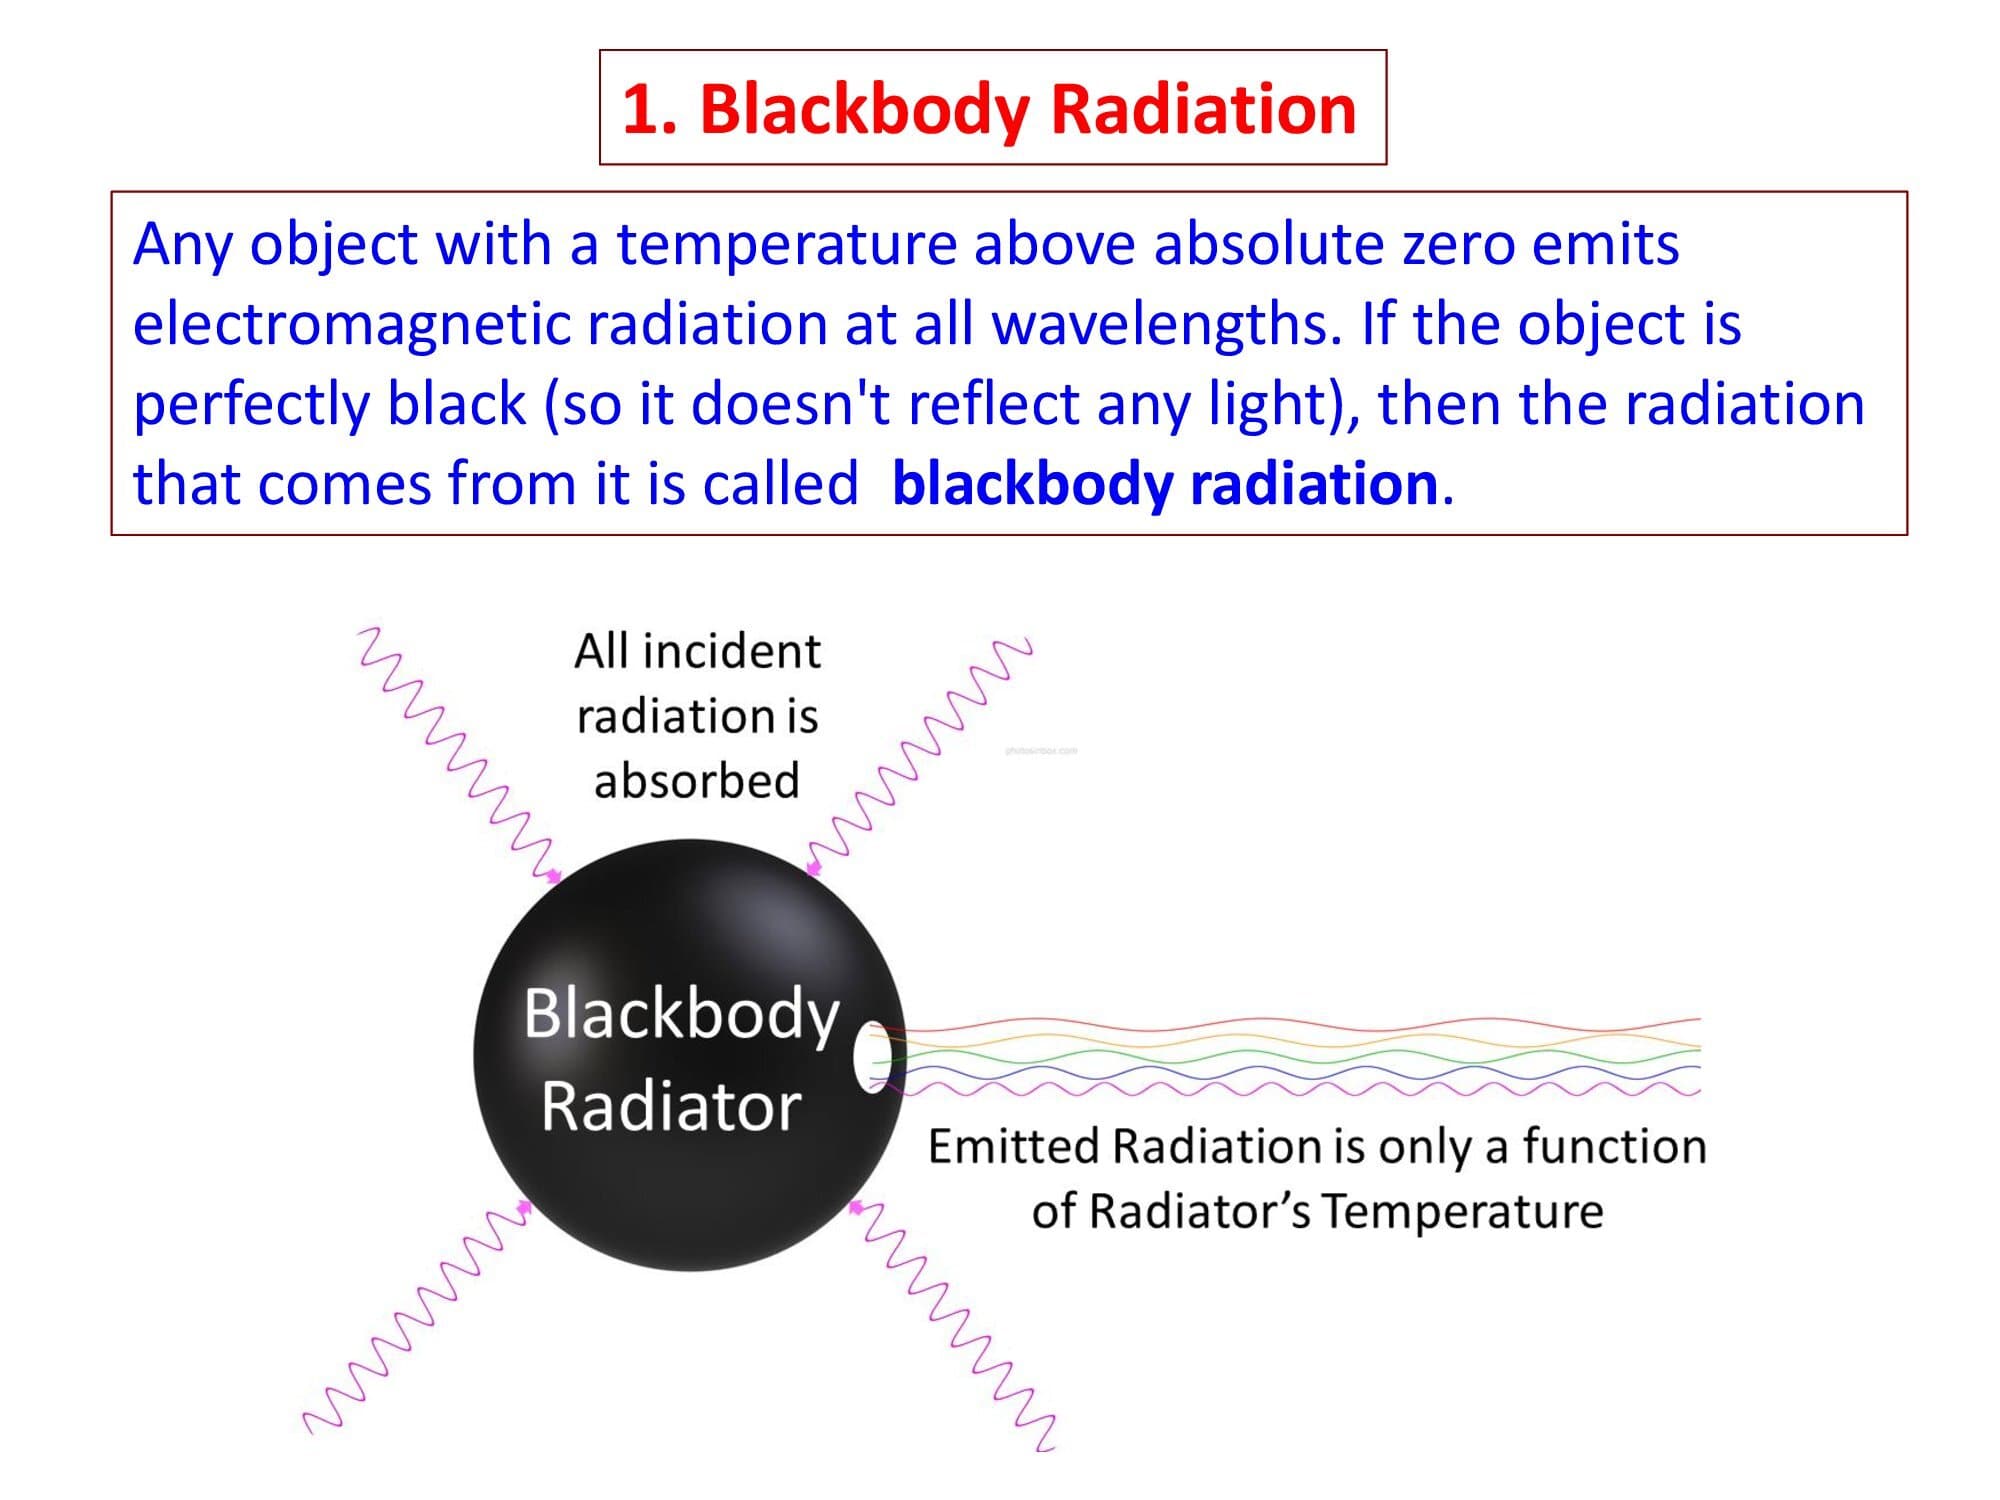 1. Blackbody Radiation
Any object with a temperature above absolute zero emits
electromagnetic radiation at all wavelengths. If the object is
perfectly black (so it doesn't reflect any light), then the radiation
that comes from it is called blackbody radiation.
All incident
radiation is
absorbed
photosinbox.com
Blackbody
Radiator
Emitted Radiation is only a function
of Radiator’s Temperature